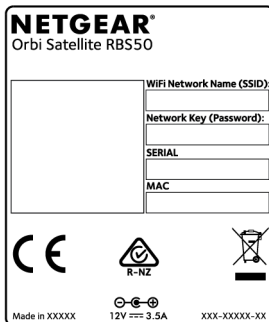 NETGEAR®
Orbi Satellite RBS50
WiFi Network Name (SSID):
Network Key (Password):
SERIAL
MAC
CE
R-NZ
12V ⎓ 3.5A
Made in XXXXX
XXX-XXXXX-XX